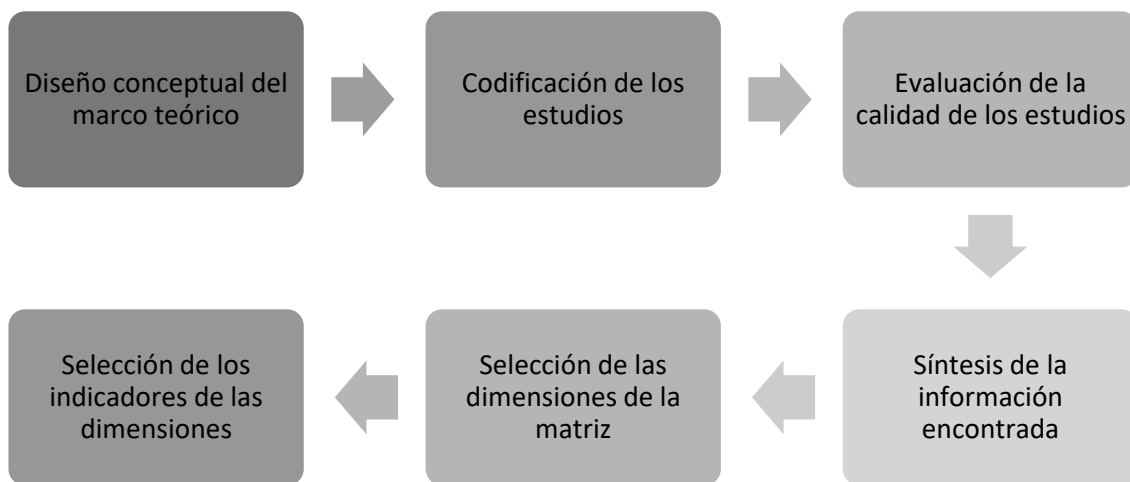 Diseño conceptual del
marco teórico
Codificación de los
estudios
Evaluación de la
calidad de los estudios
Síntesis de la
información
encontrada
Selección de las
dimensiones de la
matriz
Selección de los
indicadores de las
dimensiones